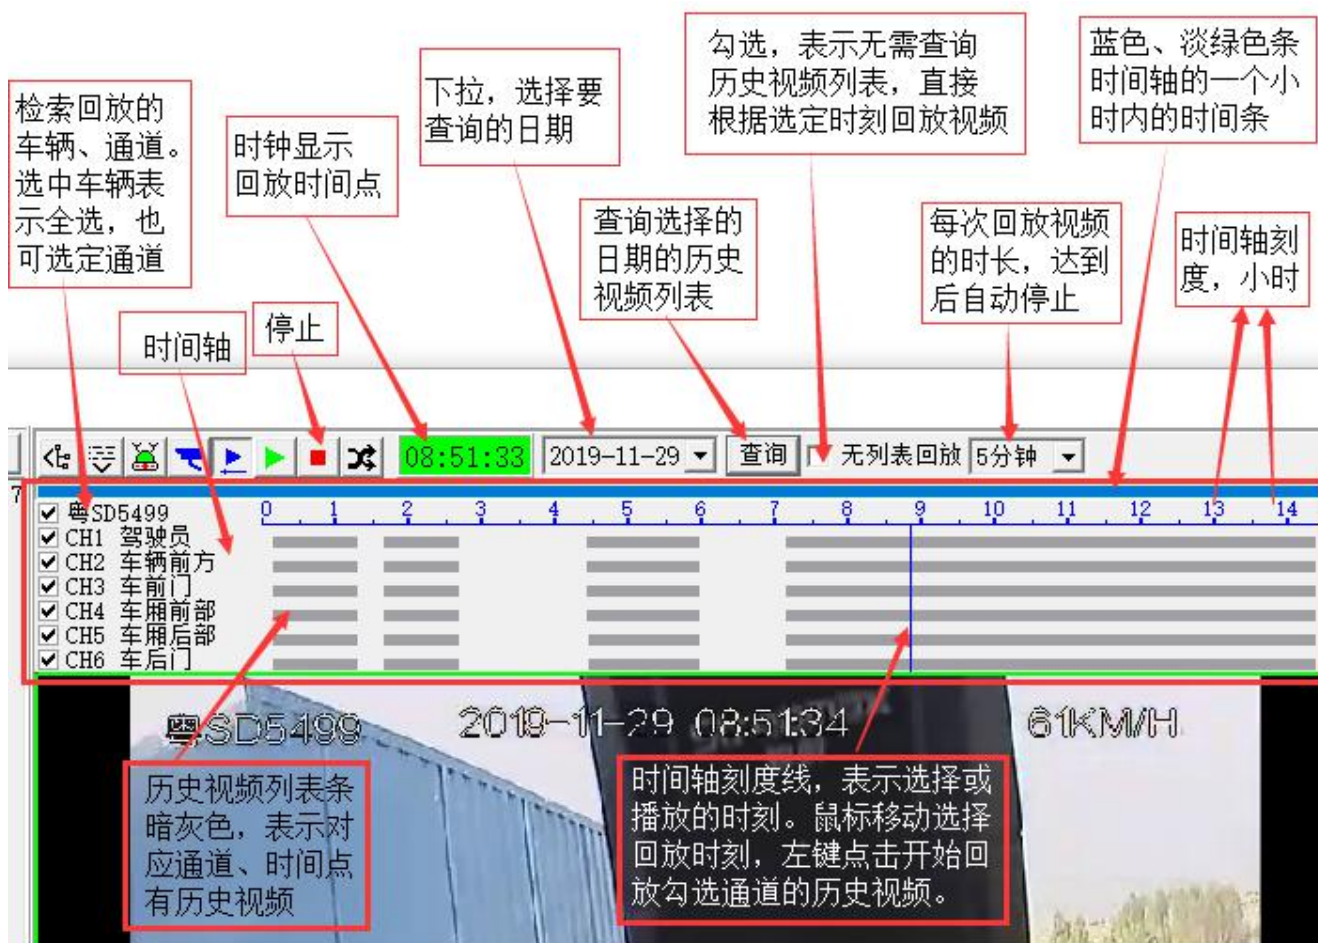 检索回放的
车辆、通道。
选中车辆表
示全选，也
可选定通道
时钟显示
回放时间点
下拉，选择要
查询的日期
勾选，表示无需查询
历史视频列表，直接
根据选定时刻回放视频
蓝色、淡绿色条
时间轴的一个小
时内的时间条
查询选择的
日期的历史
视频列表
每次回放视频
的时长，达到
后自动停止
时间轴刻
度，小时
时间轴
停止
08:51:33 2019-11-29 查询 无列表回放 5分钟
7
粤SD5499 0 1 2 3 4 5 6 7 8 9 10 11 12 13 14
CH1 驾驶员
CH2 车辆前方
CH3 车前门
CH4 车厢前部
CH5 车厢后部
CH6 车后门
粤SD5499 2019-11-29 08:51:34 61KM/H
历史视频列表条
暗灰色，表示对
应通道、时间点
有历史视频
时间轴刻度线，表示选择或
播放的时刻。鼠标移动选择
回放时刻，左键点击开始回
放勾选通道的历史视频。